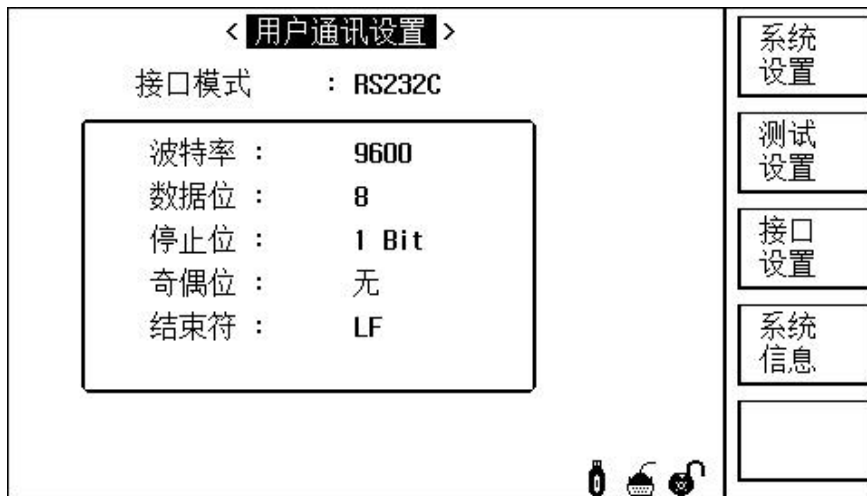 < 用户通讯设置 >
接口模式 : RS232C
波特率 : 9600
数据位 : 8
停止位 : 1 Bit
奇偶位 : 无
结束符 : LF
系统
设置
测试
设置
接口
设置
系统
信息